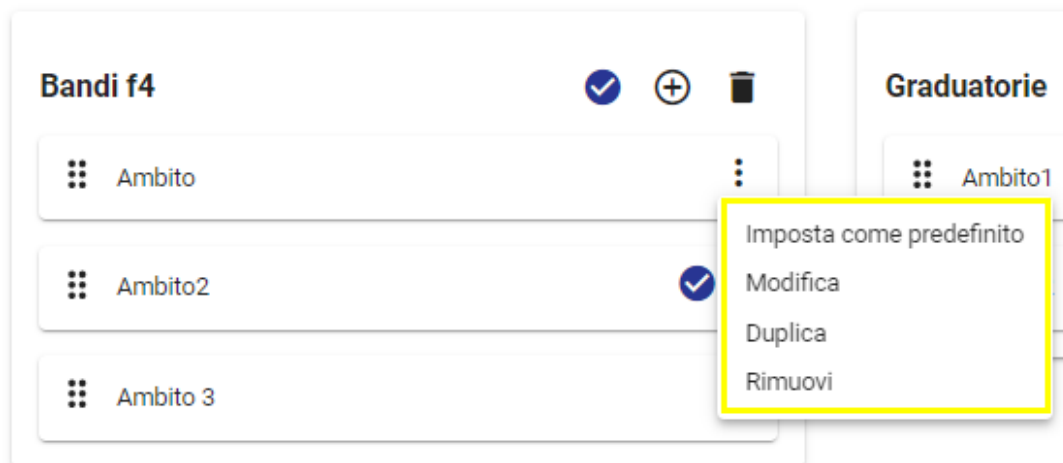 Bandi f4
Graduatorie
Ambito
Ambito1
Imposta come predefinito
Ambito2
Modifica
Duplica
Rimuovi
Ambito 3